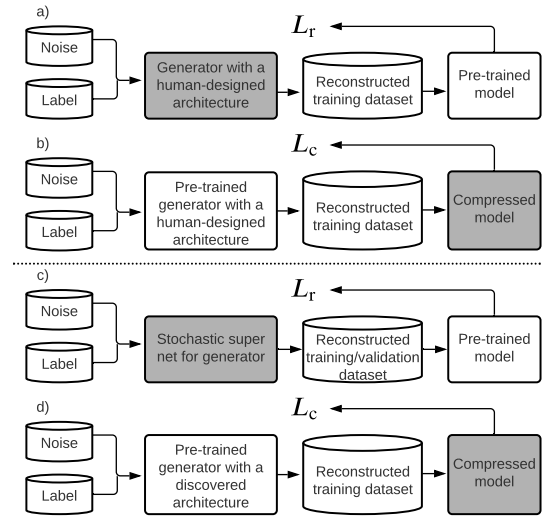 a)
Noise
Label
Generator with a
human-designed
architecture
Reconstructed
training dataset
Pre-trained
model
L_r
b)
Noise
Label
Pre-trained
generator with a
human-designed
architecture
Reconstructed
training dataset
Compressed
model
L_c
c)
Noise
Label
Stochastic super
net for generator
Reconstructed
training/validation
dataset
Pre-trained
model
L_r
d)
Noise
Label
Pre-trained
generator with a
discovered
architecture
Reconstructed
training dataset
Compressed
model
L_c